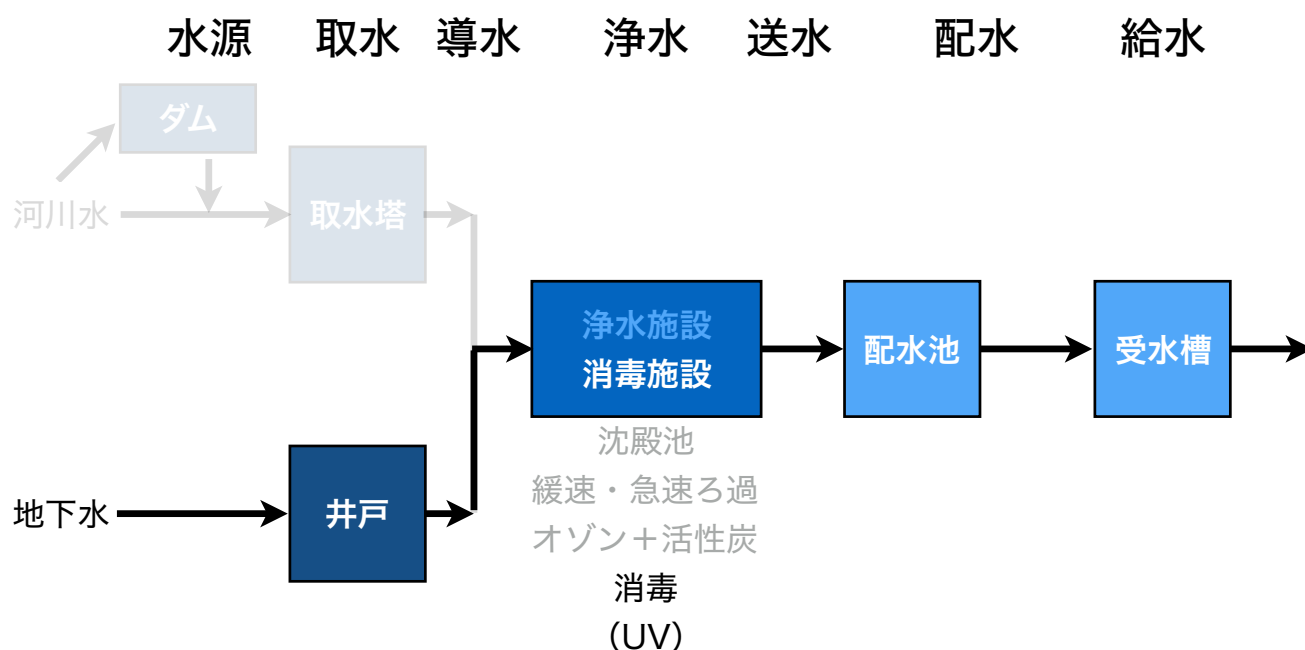 水源 取水 導水 浄水 送水 配水 給水
ダム
河川水
取水塔
浄水施設
消毒施設
配水池
受水槽
沈殿池
緩速・急速ろ過
オゾン＋活性炭
消毒
（UV）
地下水
井戸